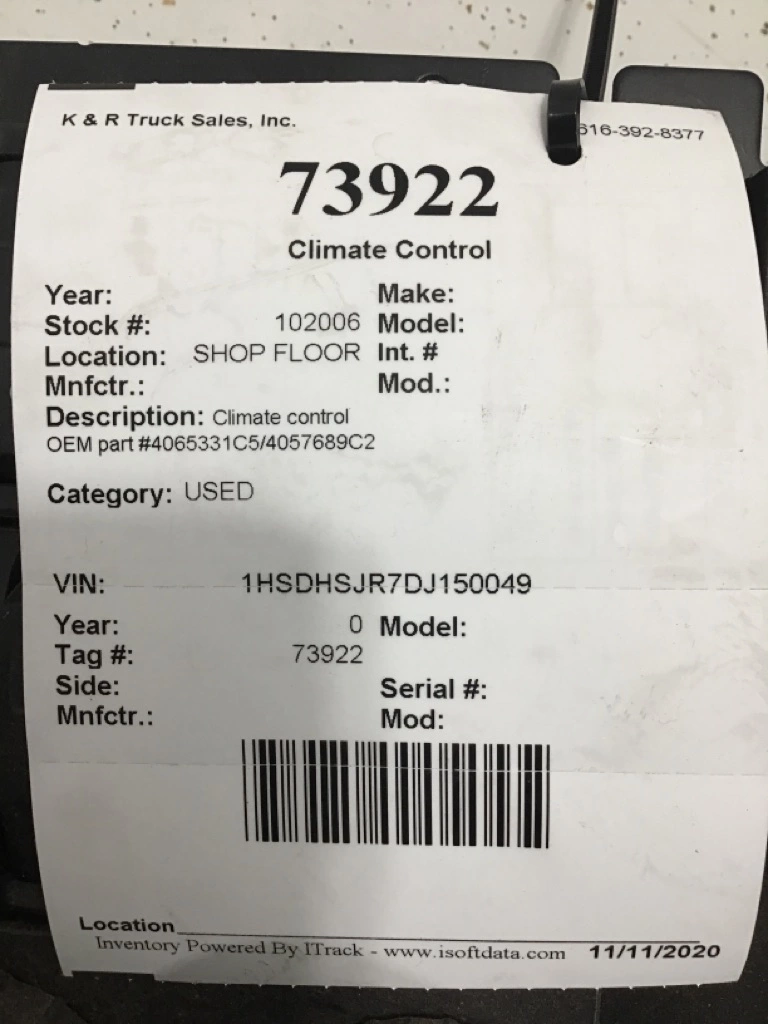 K & R Truck Sales, Inc. 616-392-8377
73922
Climate Control
Year: Make:
Stock #: 102006 Model:
Location: SHOP FLOOR Int. #
Mnfctr.: Mod.:
Description: Climate control
OEM part #4065331C5/4057689C2
Category: USED
VIN: 1HSDHSJR7DJ150049
Year: 0 Model:
Tag #: 73922
Side: Serial #:
Mnfctr.: Mod:
Location
Inventory Powered By ITrack - www.isoftdata.com 11/11/2020